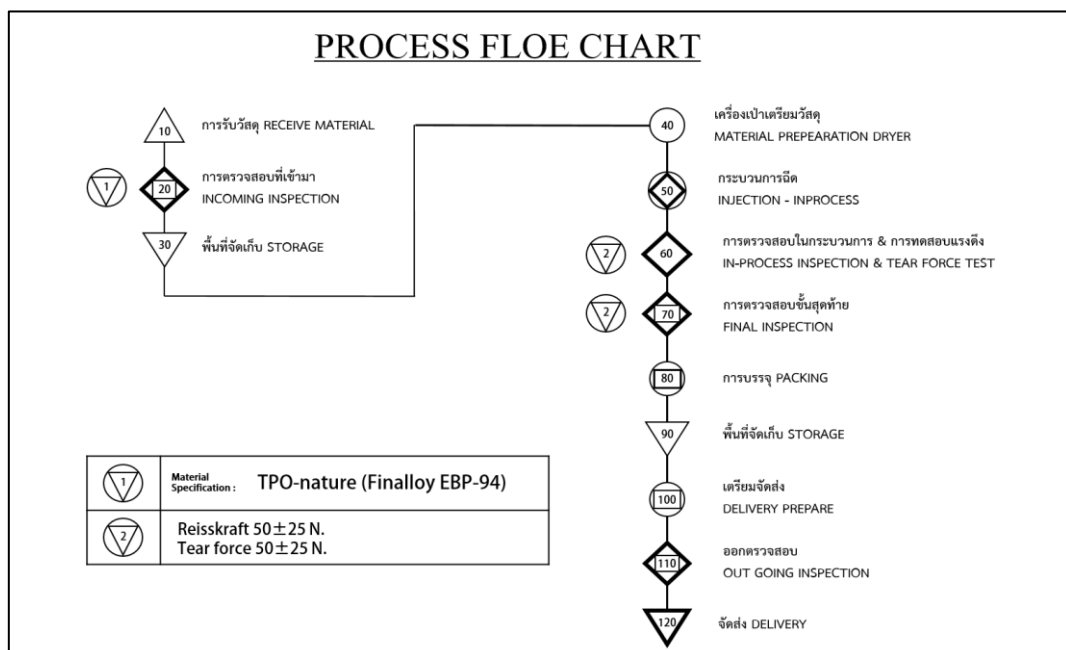 PROCESS FLOE CHART
10
การรับวัสดุ RECEIVE MATERIAL
1
20
การตรวจสอบที่เข้ามา
INCOMING INSPECTION
30
พื้นที่จัดเก็บ STORAGE
40
เครื่องเป่าเตรียมวัสดุ
MATERIAL PREPEARATION DRYER
50
กระบวนการฉีด
INJECTION - INPROCESS
2
60
การตรวจสอบในกระบวนการ & การทดสอบแรงดึง
IN-PROCESS INSPECTION & TEAR FORCE TEST
2
70
การตรวจสอบขั้นสุดท้าย
FINAL INSPECTION
80
การบรรจุ PACKING
90
พื้นที่จัดเก็บ STORAGE
100
เตรียมจัดส่ง
DELIVERY PREPARE
110
ออกตรวจสอบ
OUT GOING INSPECTION
120
จัดส่ง DELIVERY
1
Material
Specification : TPO-nature (Finalloy EBP-94)
2
Reisskraft 50±25 N.
Tear force 50±25 N.